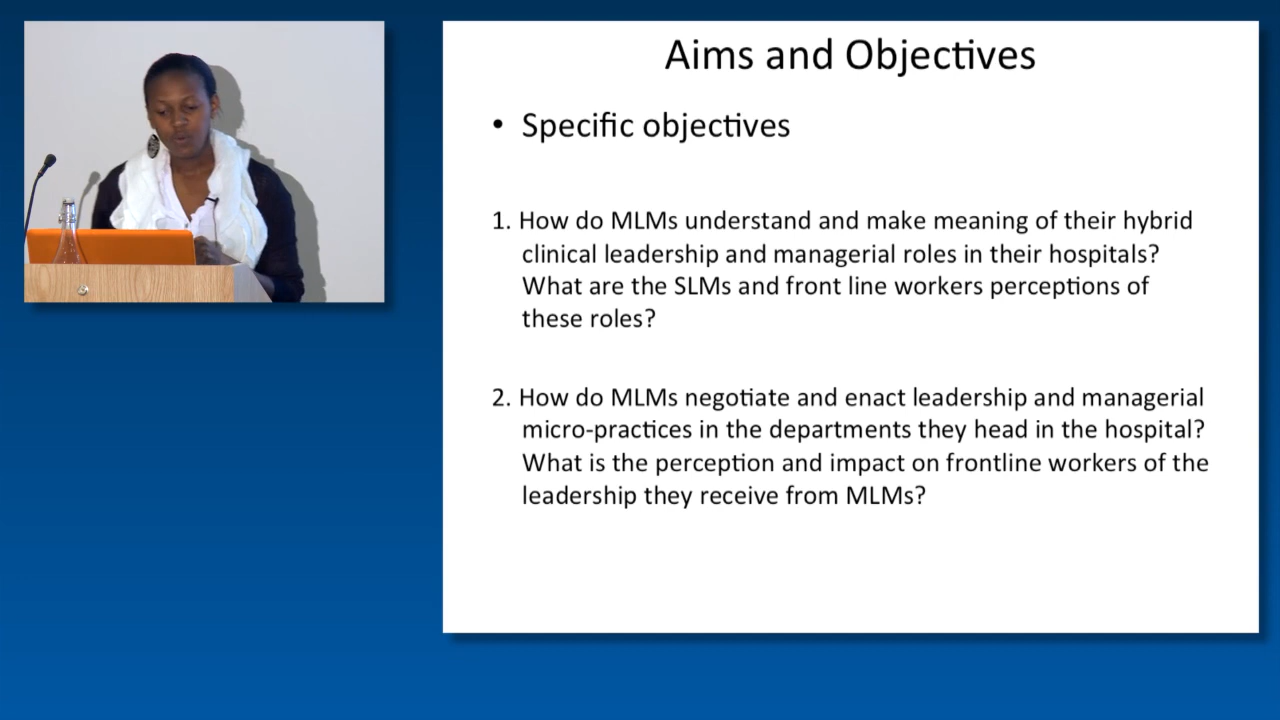 Aims and Objectives
• Specific objectives
1. How do MLMs understand and make meaning of their hybrid
clinical leadership and managerial roles in their hospitals?
What are the SLMs and front line workers perceptions of
these roles?
2. How do MLMs negotiate and enact leadership and managerial
micro-practices in the departments they head in the hospital?
What is the perception and impact on frontline workers of the
leadership they receive from MLMs?